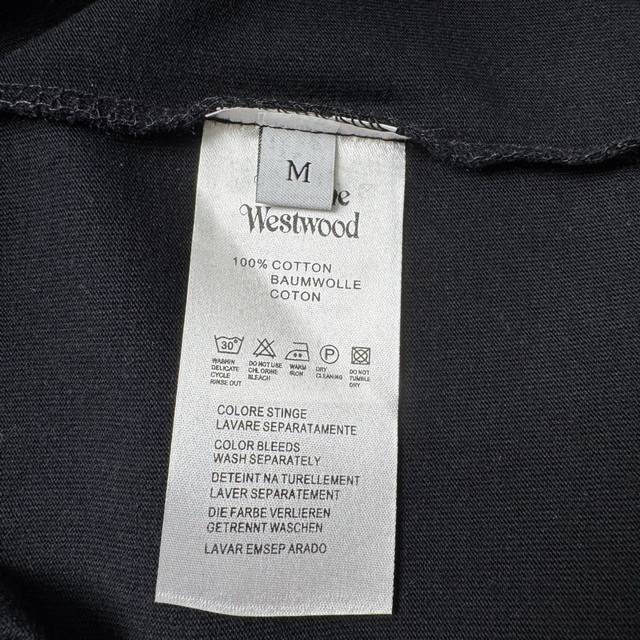 M
Westwood
100% COTTON
BAUMWOLLE
COTON
30°
WASHIN
DELICATE
CYCLE
RINSE OUT
DO NOT USE
CHLORINE
BLEACH
WARM
IRON
P
DRY
CLEANING
DO NOT
TUMBLE
DRY
COLORE STINGE
LAVARE SEPARATAMENTE
COLOR BLEEDS
WASH SEPARATELY
DETEINT NA TURELLEMENT
LAVER SEPARATEMENT
DIE FARBE VERLIEREN
GETRENNT WASCHEN
LAVAR EMSEP ARADO